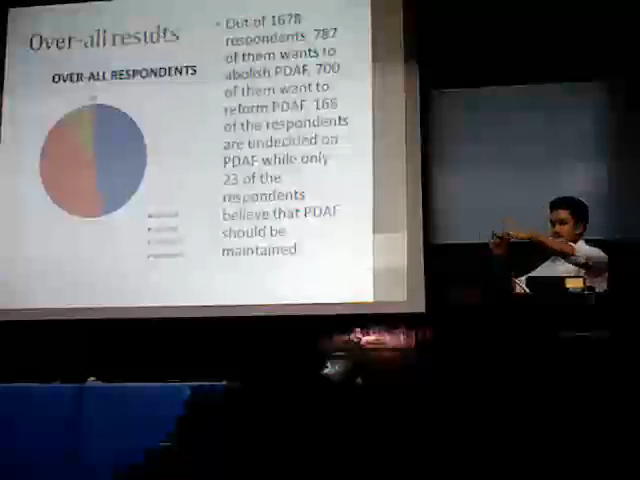 Over-all results
OVER-ALL RESPONDENTS
• Out of 1678
respondents, 787
of them wants to
abolish PDAF, 700
of them want to
reform PDAF, 168
of the respondents
are undecided on
PDAF while only
23 of the
respondents
believe that PDAF
should be
maintained